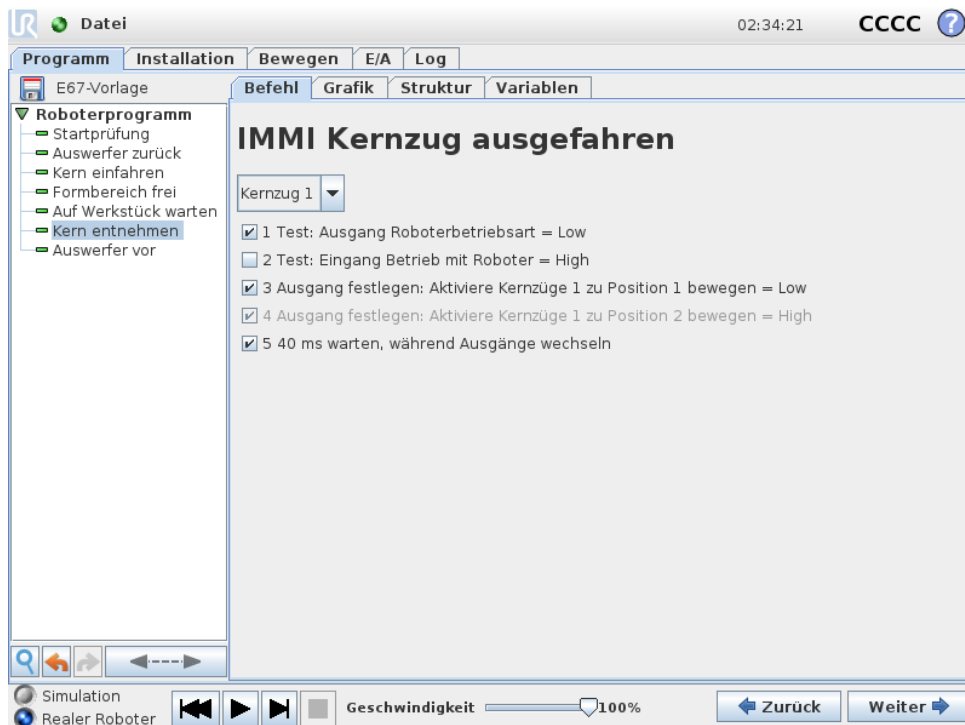 UR Datei 02:34:21 CCCC ?
Programm Installation Bewegen E/A Log
E67-Vorlage Befehl Grafik Struktur Variablen
Roboterprogramm
Startprüfung
Auswerfer zurück
Kern einfahren
Formbereich frei
Auf Werkstück warten
Kern entnehmen
Auswerfer vor
IMMI Kernzug ausgefahren
Kernzug 1
1 Test: Ausgang Roboterbetriebsart = Low
2 Test: Eingang Betrieb mit Roboter = High
3 Ausgang festlegen: Aktiviere Kernzüge 1 zu Position 1 bewegen = Low
4 Ausgang festlegen: Aktiviere Kernzüge 1 zu Position 2 bewegen = High
5 40 ms warten, während Ausgänge wechseln
Simulation
Realer Roboter
Geschwindigkeit 100%
Zurück Weiter